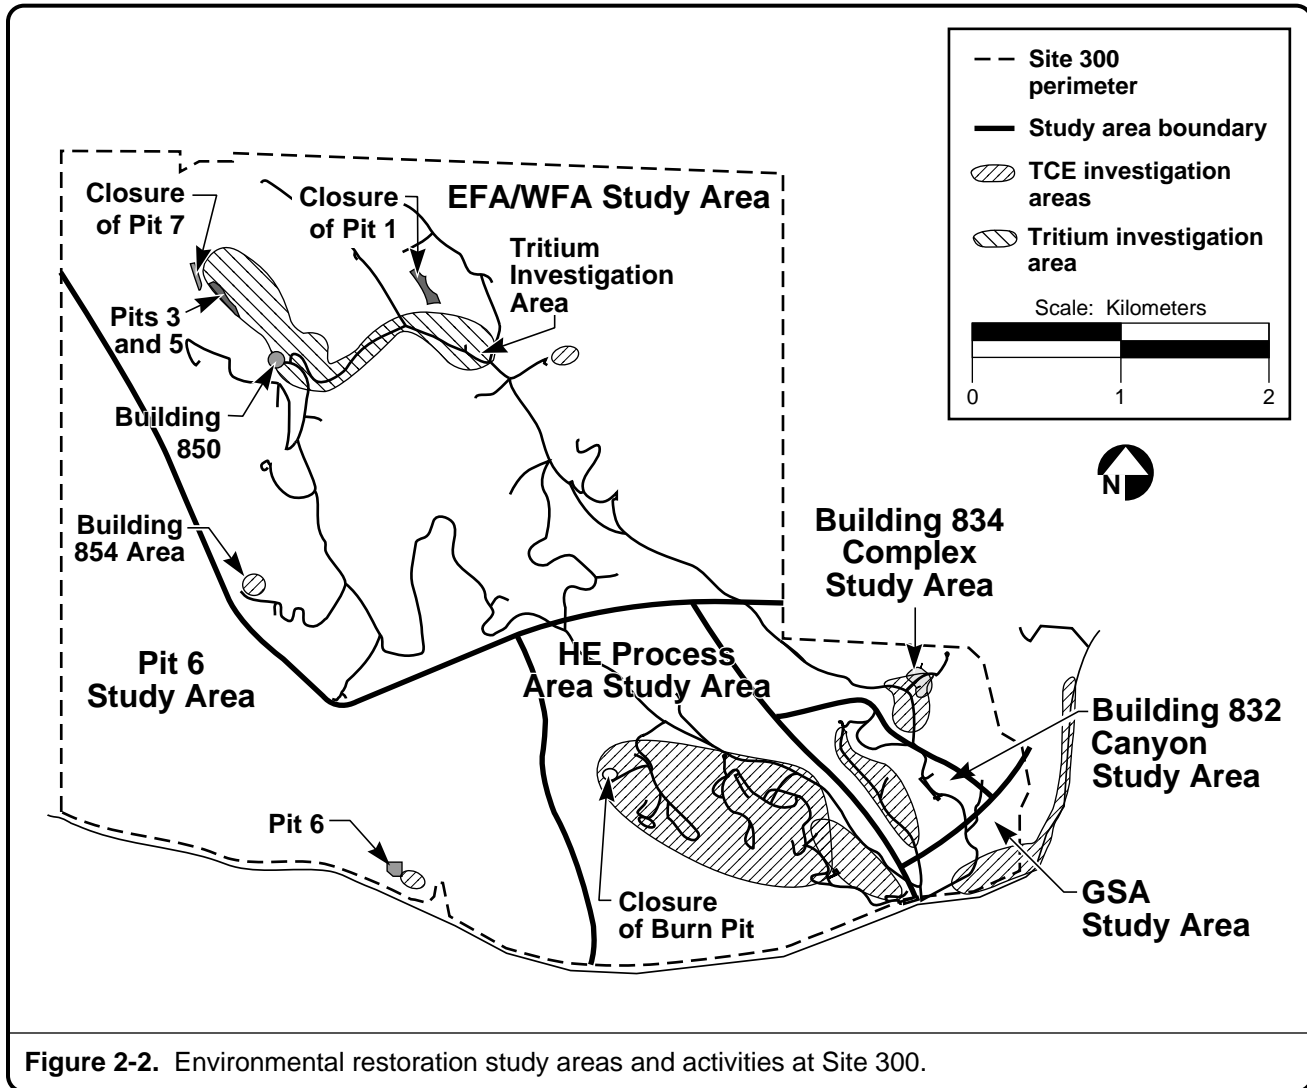 Site 300
perimeter
Study area boundary
TCE investigation
areas
Tritium investigation
area
Scale: Kilometers
0 1 2
N
Closure
of Pit 7
Closure
of Pit 1
EFA/WFA Study Area
Tritium
Investigation
Area
Pits 3
and 5
Building
850
Building
854 Area
Pit 6
Study Area
HE Process
Area Study Area
Building 834
Complex
Study Area
Building 832
Canyon
Study Area
Pit 6
Closure
of Burn Pit
GSA
Study Area
Figure 2-2. Environmental restoration study areas and activities at Site 300.